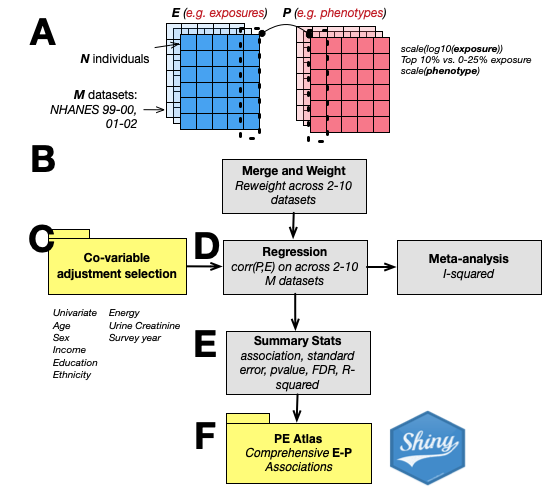 A
E (e.g. exposures) P (e.g. phenotypes)
N individuals
M datasets:
NHANES 99-00,
01-02
scale(log10(exposure))
Top 10% vs. 0-25% exposure
scale(phenotype)
B
Merge and Weight
Reweight across 2-10
datasets
C
Co-variable
adjustment selection
Univariate Energy
Age Urine Creatinine
Sex Survey year
Income
Education
Ethnicity
D
Regression
corr(P,E) on across 2-10
M datasets
Meta-analysis
I-squared
E
Summary Stats
association, standard
error, pvalue, FDR, R-
squared
F
PE Atlas
Comprehensive E-P
Associations
Shiny